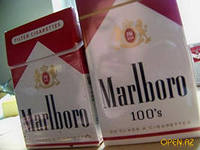 FILTER CIGARETTES
Marlboro
Marlboro
100's
OPEN.AZ